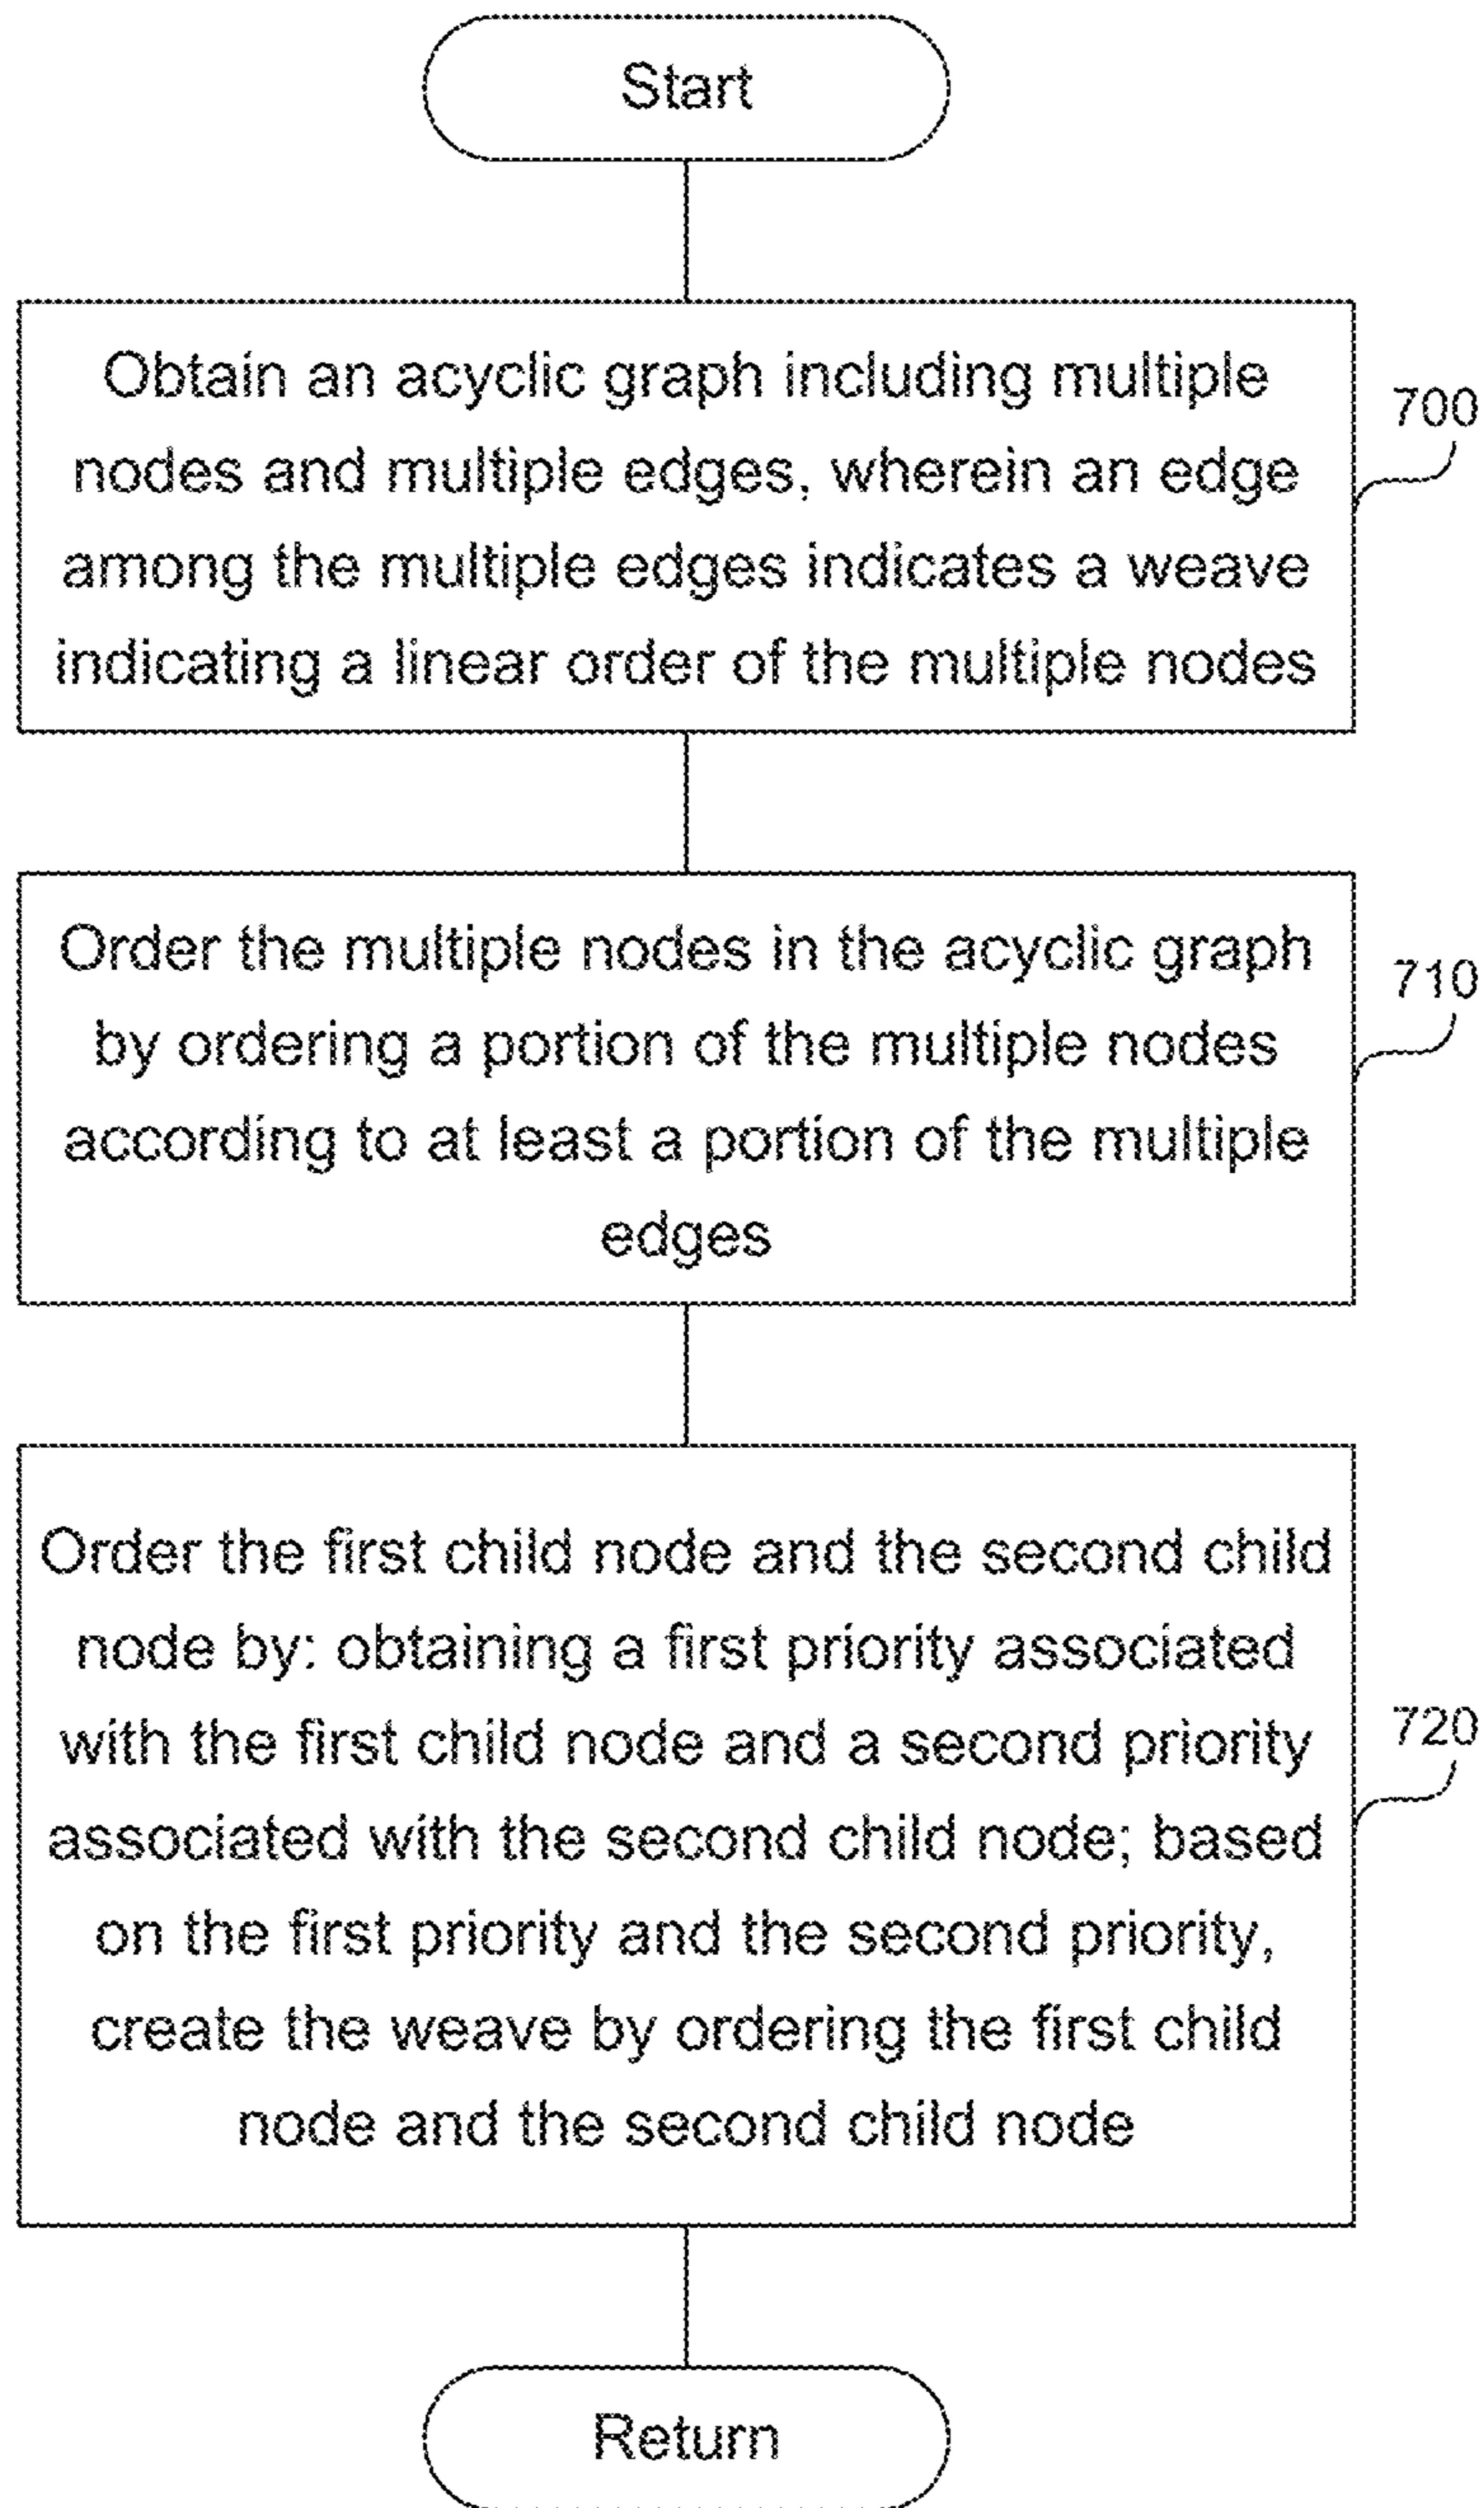 Start
Obtain an acyclic graph including multiple
nodes and multiple edges, wherein an edge
among the multiple edges indicates a weave
indicating a linear order of the multiple nodes
700
Order the multiple nodes in the acyclic graph
by ordering a portion of the multiple nodes
according to at least a portion of the multiple
edges
710
Order the first child node and the second child
node by: obtaining a first priority associated
with the first child node and a second priority
associated with the second child node; based
on the first priority and the second priority,
create the weave by ordering the first child
node and the second child node
720
Return